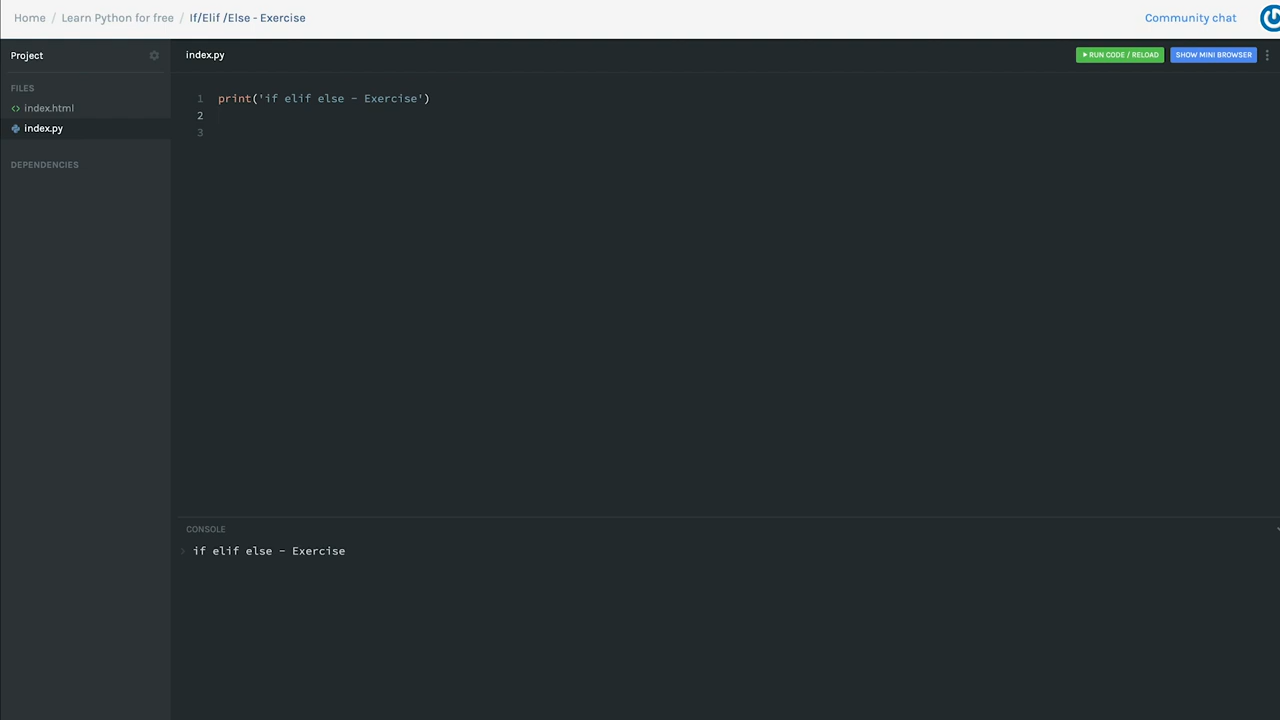 Home / Learn Python for free / If/Elif /Else - Exercise
Community chat
Project
index.py
RUN CODE / RELOAD
SHOW MINI BROWSER
FILES
index.html
index.py
DEPENDENCIES
1 print('if elif else - Exercise')
2
3
CONSOLE
if elif else - Exercise